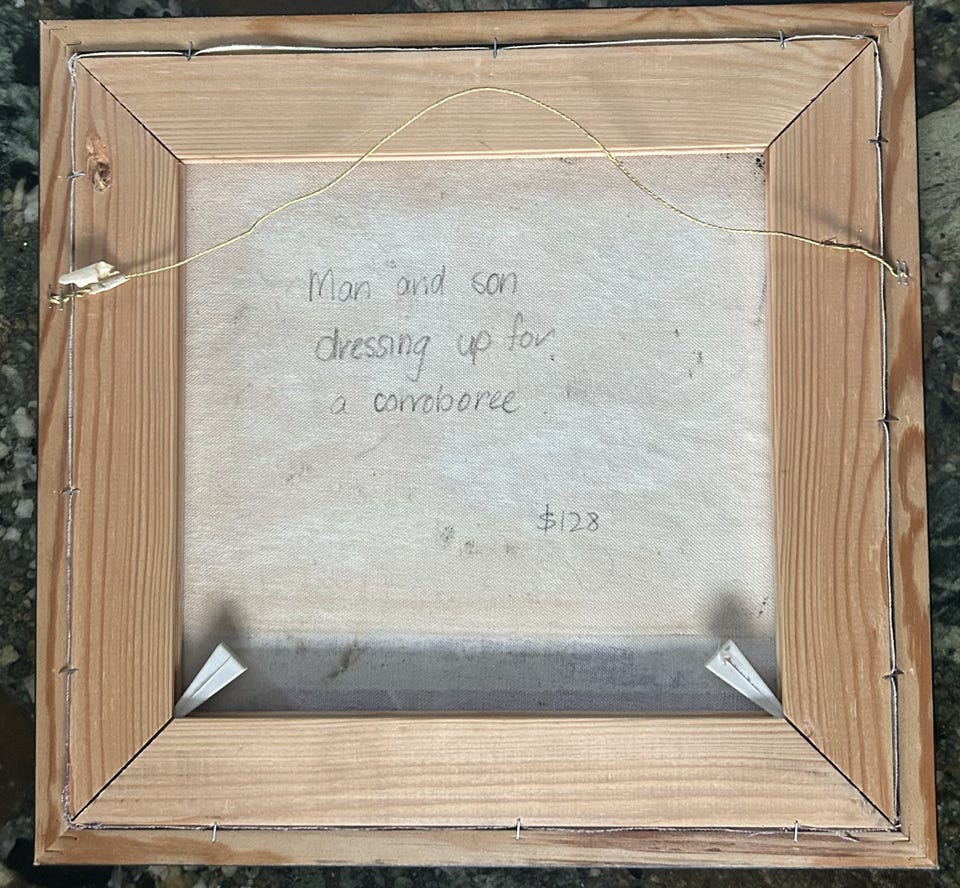 Man and son
dressing up for
a corroboree
$128